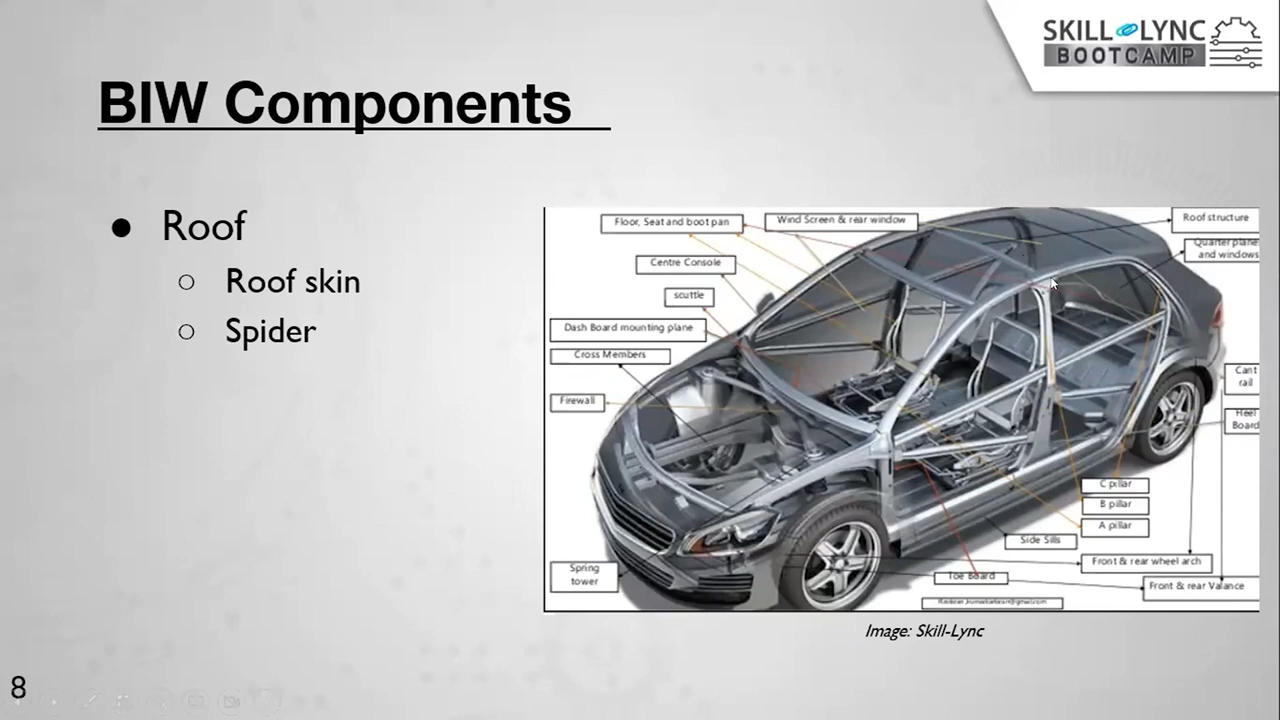 SKILL LYNC
BOOTCAMP
BIW Components
● Roof
○ Roof skin
○ Spider
Floor, Seat and boot pan
Wind Screen & rear window
Roof structure
Quarter plane
and windows
Centre Console
scuttle
Dash Board mounting plane
Cross Members
Firewall
Cant
rail
Heel
Board
C pillar
B pillar
A pillar
Side Sills
Front & rear wheel arch
Spring
tower
Toe Board
Front & rear Valance
Image: Skill-Lync
8